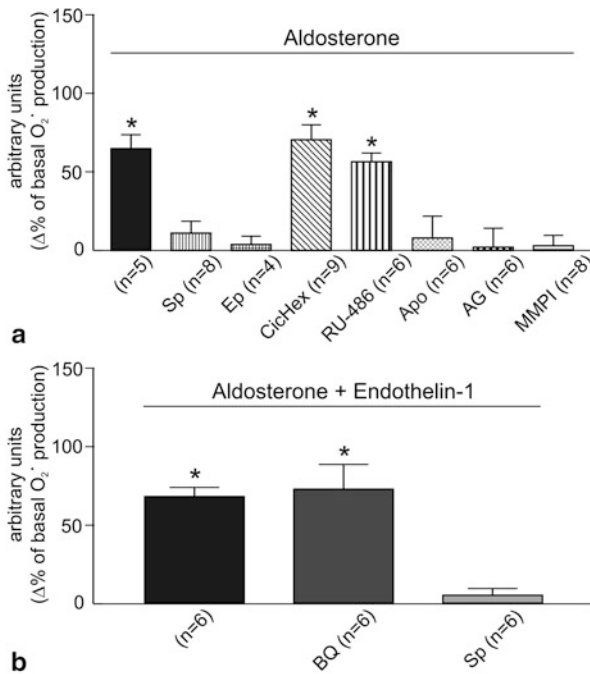 Aldosterone
arbitrary units
(Δ% of basal O₂˙ production)
150
100
50
0
(n=5)
Sp (n=8)
Ep (n=4)
CicHex (n=9)
RU-486 (n=6)
Apo (n=6)
AG (n=6)
MMPI (n=8)
* * *
a
Aldosterone + Endothelin-1
arbitrary units
(Δ% of basal O₂˙ production)
150
100
50
0
* *
(n=6)
BQ (n=6)
Sp (n=6)
b